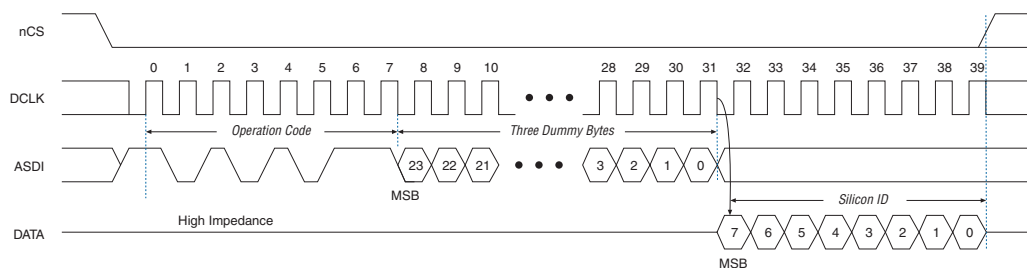 nCS
0 1 2 3 4 5 6 7 8 9 10 28 29 30 31 32 33 34 35 36 37 38 39
DCLK
Operation Code Three Dummy Bytes
ASDI 23 22 21 3 2 1 0
MSB
Silicon ID
High Impedance
DATA 7 6 5 4 3 2 1 0
MSB